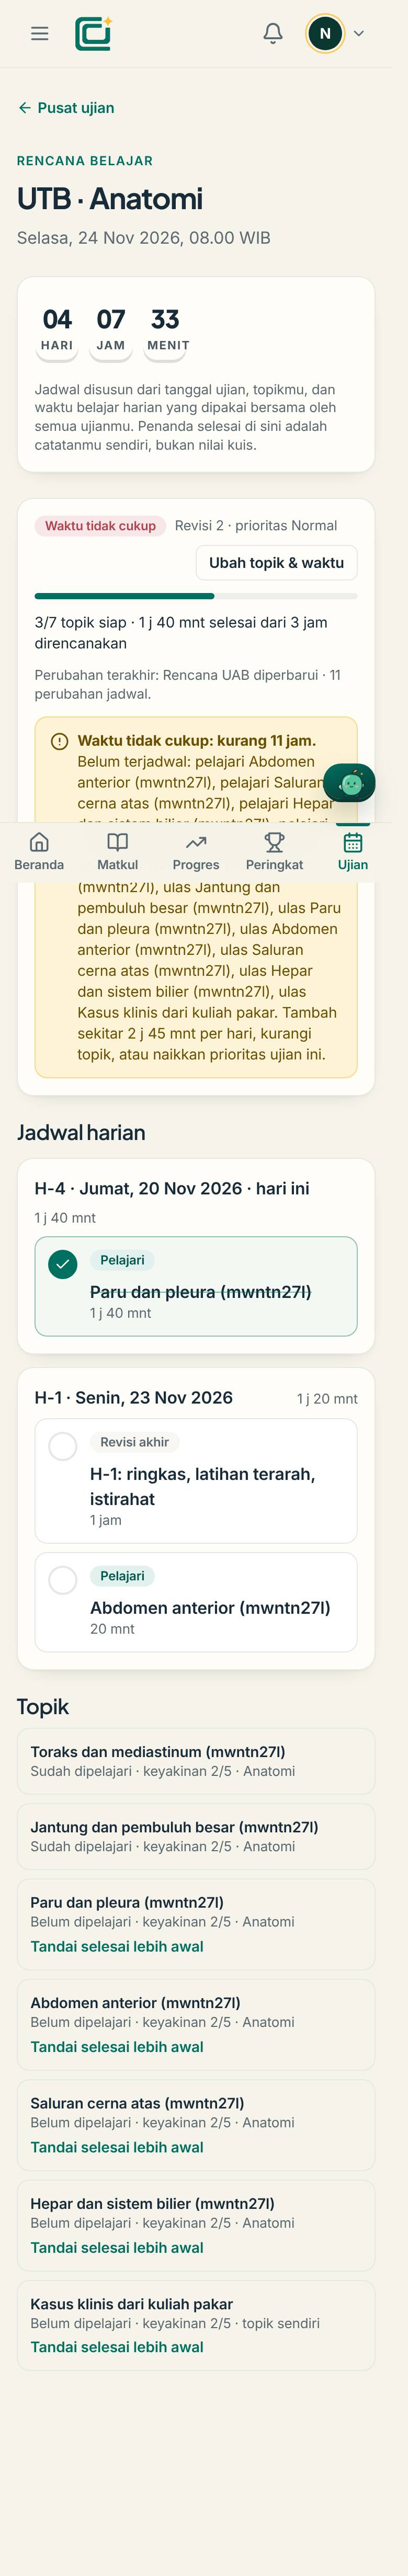 N
← Pusat ujian
RENCANA BELAJAR
UTB · Anatomi
Selasa, 24 Nov 2026, 08.00 WIB
04 07 33
HARI JAM MENIT
Jadwal disusun dari tanggal ujian, topikmu, dan
waktu belajar harian yang dipakai bersama oleh
semua ujianmu. Penanda selesai di sini adalah
catatanmu sendiri, bukan nilai kuis.
Waktu tidak cukup Revisi 2 · prioritas Normal
Ubah topik & waktu
3/7 topik siap · 1 j 40 mnt selesai dari 3 jam
direncanakan
Perubahan terakhir: Rencana UAB diperbarui · 11
perubahan jadwal.
Waktu tidak cukup: kurang 11 jam.
Belum terjadwal: pelajari Abdomen
anterior (mwntn27l), pelajari Saluran
cerna atas (mwntn27l), pelajari Hepar
Beranda Matkul Progres Peringkat Ujian
(mwntn27l), ulas Jantung dan
pembuluh besar (mwntn27l), ulas Paru
dan pleura (mwntn27l), ulas Abdomen
anterior (mwntn27l), ulas Saluran
cerna atas (mwntn27l), ulas Hepar
dan sistem bilier (mwntn27l), ulas
Kasus klinis dari kuliah pakar. Tambah
sekitar 2 j 45 mnt per hari, kurangi
topik, atau naikkan prioritas ujian ini.
Jadwal harian
H-4 · Jumat, 20 Nov 2026 · hari ini
1 j 40 mnt
Pelajari
Paru dan pleura (mwntn27l)
1 j 40 mnt
H-1 · Senin, 23 Nov 2026 1 j 20 mnt
Revisi akhir
H-1: ringkas, latihan terarah,
istirahat
1 jam
Pelajari
Abdomen anterior (mwntn27l)
20 mnt
Topik
Toraks dan mediastinum (mwntn27l)
Sudah dipelajari · keyakinan 2/5 · Anatomi
Jantung dan pembuluh besar (mwntn27l)
Sudah dipelajari · keyakinan 2/5 · Anatomi
Paru dan pleura (mwntn27l)
Belum dipelajari · keyakinan 2/5 · Anatomi
Tandai selesai lebih awal
Abdomen anterior (mwntn27l)
Belum dipelajari · keyakinan 2/5 · Anatomi
Tandai selesai lebih awal
Saluran cerna atas (mwntn27l)
Belum dipelajari · keyakinan 2/5 · Anatomi
Tandai selesai lebih awal
Hepar dan sistem bilier (mwntn27l)
Belum dipelajari · keyakinan 2/5 · Anatomi
Tandai selesai lebih awal
Kasus klinis dari kuliah pakar
Belum dipelajari · keyakinan 2/5 · topik sendiri
Tandai selesai lebih awal